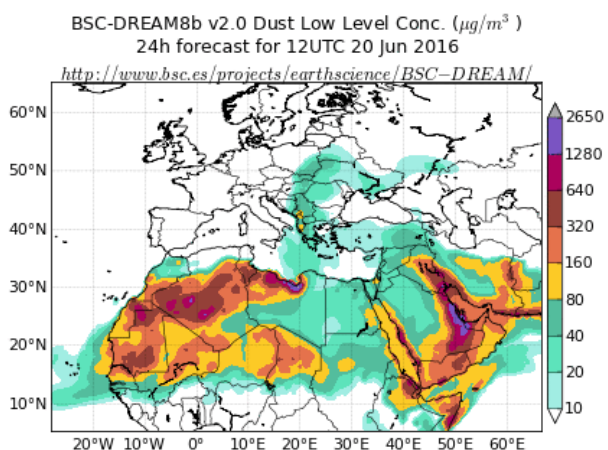 BSC-DREAM8b v2.0 Dust Low Level Conc. (μg/m³ )
24h forecast for 12UTC 20 Jun 2016
http://www.bsc.es/projects/earthscience/BSC−DREAM/
60°N
50°N
40°N
30°N
20°N
10°N
20°W 10°W 0° 10°E 20°E 30°E 40°E 50°E 60°E
2650
1280
640
320
160
80
40
20
10